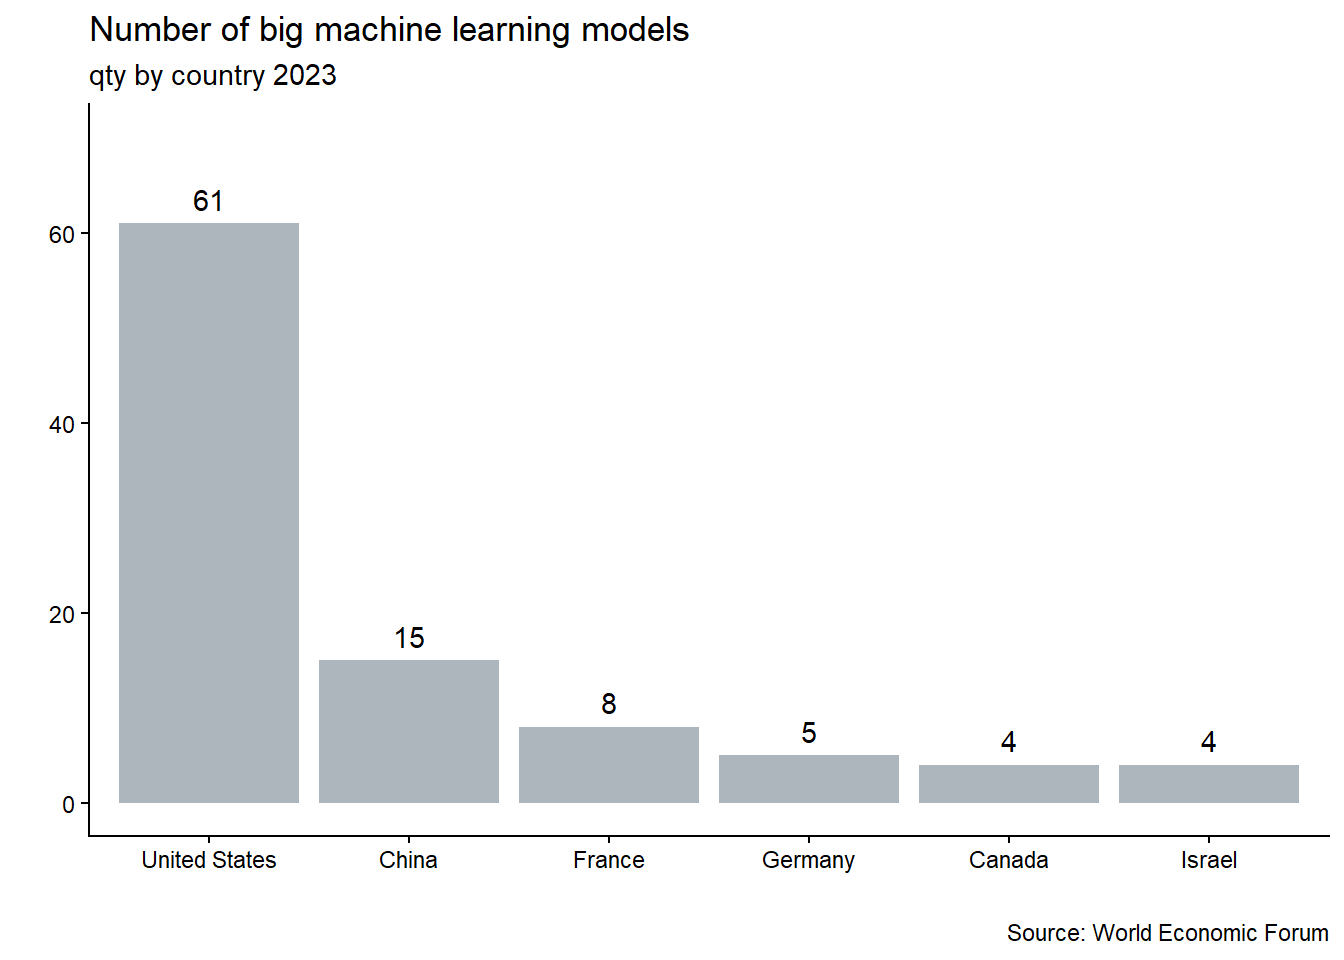 Number of big machine learning models
qty by country 2023
61
60
40
20
15
8
5
4
4
0
United States China France Germany Canada Israel
Source: World Economic Forum